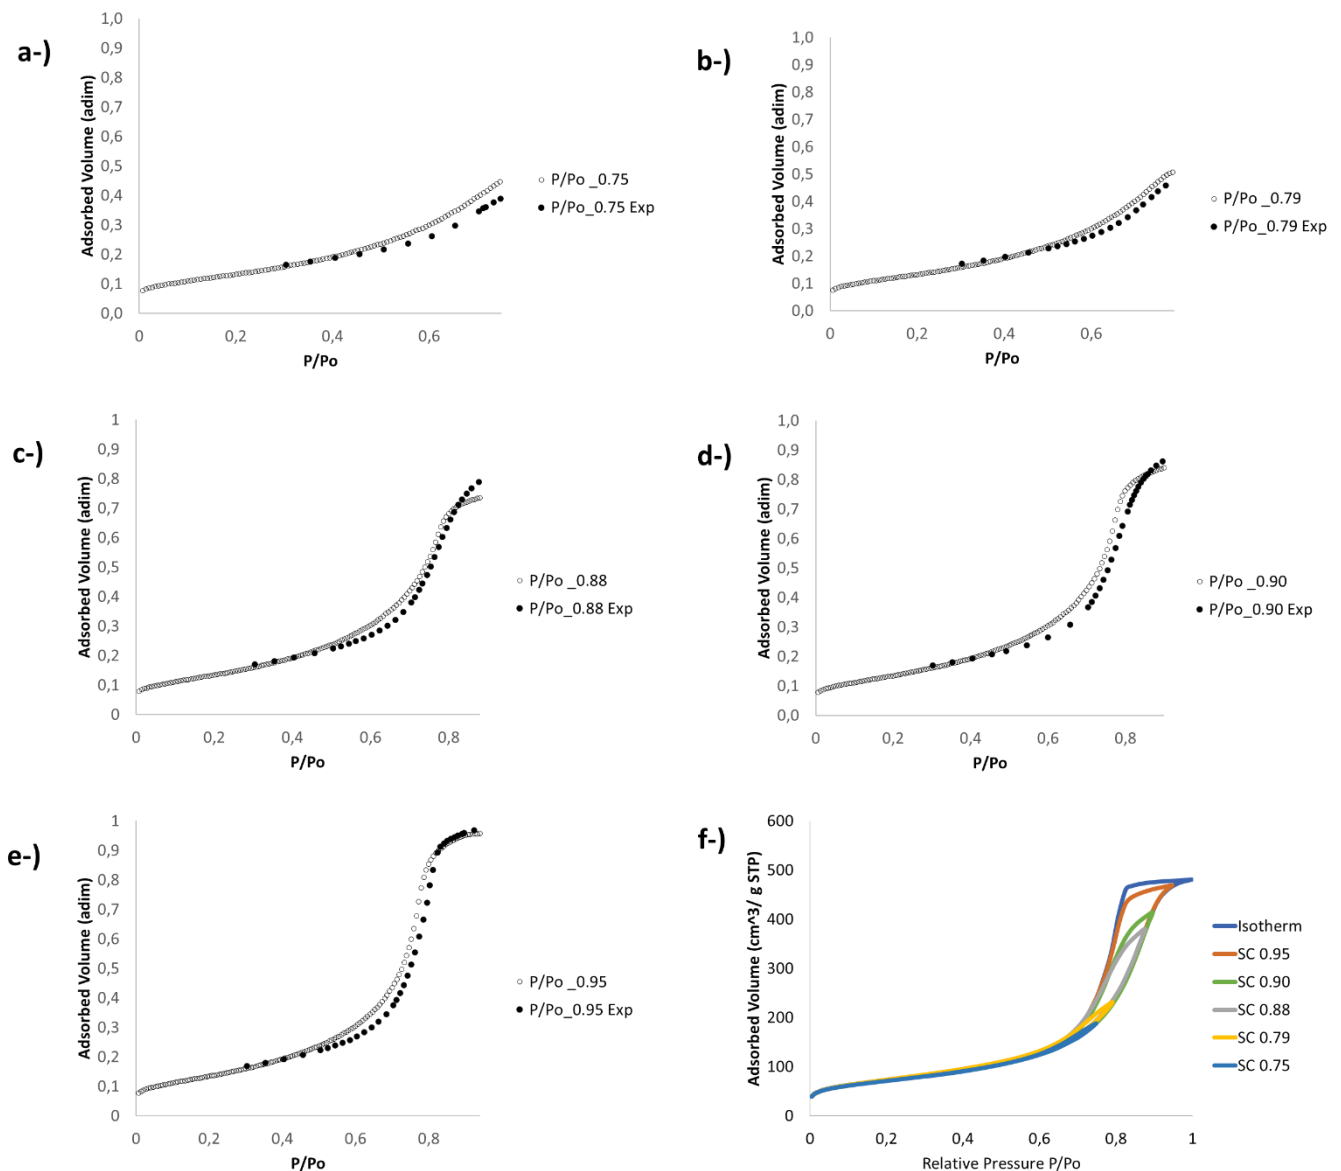 a-)
1,0
0,9
0,8
0,7
0,6
0,5
0,4
0,3
0,2
0,1
0,0
Adsorbed Volume (adim)
0 0,2 0,4 0,6
P/Po
P/Po _0.75
P/Po_0.75 Exp
b-)
1,0
0,9
0,8
0,7
0,6
0,5
0,4
0,3
0,2
0,1
0,0
Adsorbed Volume (adim)
0 0,2 0,4 0,6
P/Po
P/Po _0.79
P/Po_0.79 Exp
c-)
1
0,9
0,8
0,7
0,6
0,5
0,4
0,3
0,2
0,1
0
Adsorbed Volume (adim)
0 0,2 0,4 0,6 0,8
P/Po
P/Po _0.88
P/Po_0.88 Exp
d-)
1,0
0,9
0,8
0,7
0,6
0,5
0,4
0,3
0,2
0,1
0,0
Adsorbed Volume (adim)
0 0,2 0,4 0,6 0,8
P/Po
P/Po _0.90
P/Po_0.90 Exp
e-)
1
0,9
0,8
0,7
0,6
0,5
0,4
0,3
0,2
0,1
0
Adsorbed Volume (adim)
0 0,2 0,4 0,6 0,8
P/Po
P/Po_0.95
P/Po_0.95 Exp
f-)
600
500
400
300
200
100
0
Adsorbed Volume (cm^3/ g STP)
0 0,2 0,4 0,6 0,8 1
Relative Pressure P/Po
Isotherm
SC 0.95
SC 0.90
SC 0.88
SC 0.79
SC 0.75